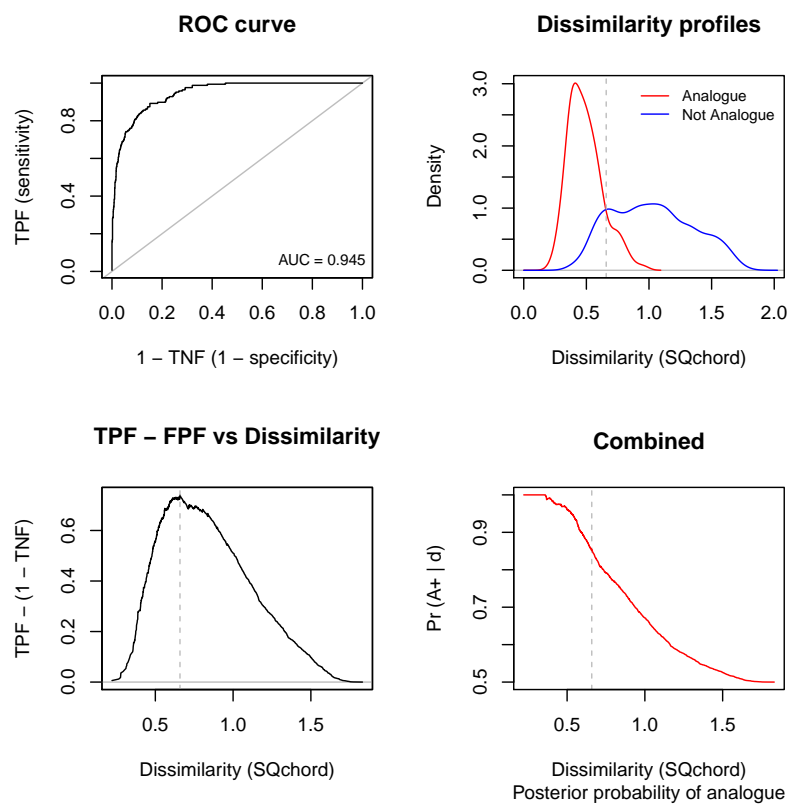 ROC curve
TPF (sensitivity)
0.0 0.4 0.8
AUC = 0.945
0.0 0.2 0.4 0.6 0.8 1.0
1 − TNF (1 − specificity)
Dissimilarity profiles
Density
0.0 1.0 2.0 3.0
Analogue
Not Analogue
0.0 0.5 1.0 1.5 2.0
Dissimilarity (SQchord)
TPF − FPF vs Dissimilarity
TPF − (1 − TNF)
0.0 0.2 0.4 0.6
0.5 1.0 1.5
Dissimilarity (SQchord)
Combined
Pr (A+ | d)
0.5 0.7 0.9
0.5 1.0 1.5
Dissimilarity (SQchord)
Posterior probability of analogue